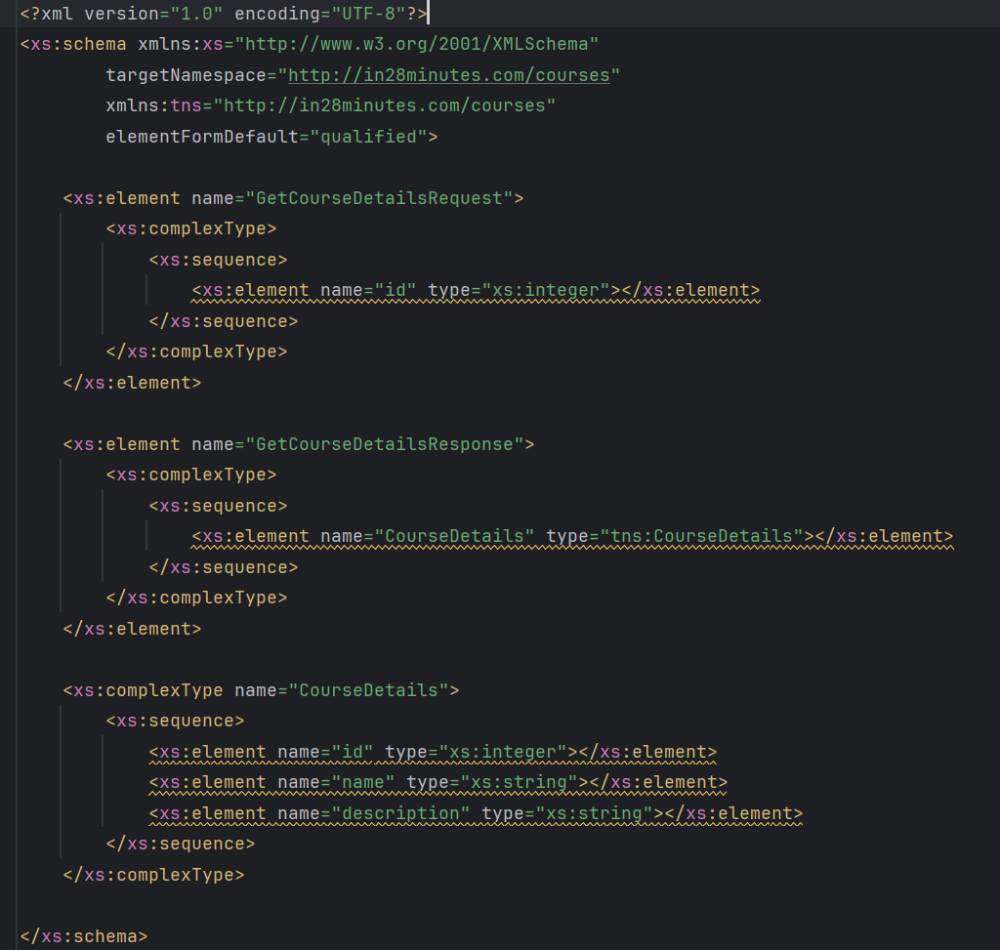 <?xml version="1.0" encoding="UTF-8"?>
<xs:schema xmlns:xs="http://www.w3.org/2001/XMLSchema"
        targetNamespace="http://in28minutes.com/courses"
        xmlns:tns="http://in28minutes.com/courses"
        elementFormDefault="qualified">

    <xs:element name="GetCourseDetailsRequest">
        <xs:complexType>
            <xs:sequence>
                <xs:element name="id" type="xs:integer"></xs:element>
            </xs:sequence>
        </xs:complexType>
    </xs:element>

    <xs:element name="GetCourseDetailsResponse">
        <xs:complexType>
            <xs:sequence>
                <xs:element name="CourseDetails" type="tns:CourseDetails"></xs:element>
            </xs:sequence>
        </xs:complexType>
    </xs:element>

    <xs:complexType name="CourseDetails">
        <xs:sequence>
            <xs:element name="id" type="xs:integer"></xs:element>
            <xs:element name="name" type="xs:string"></xs:element>
            <xs:element name="description" type="xs:string"></xs:element>
        </xs:sequence>
    </xs:complexType>

</xs:schema>